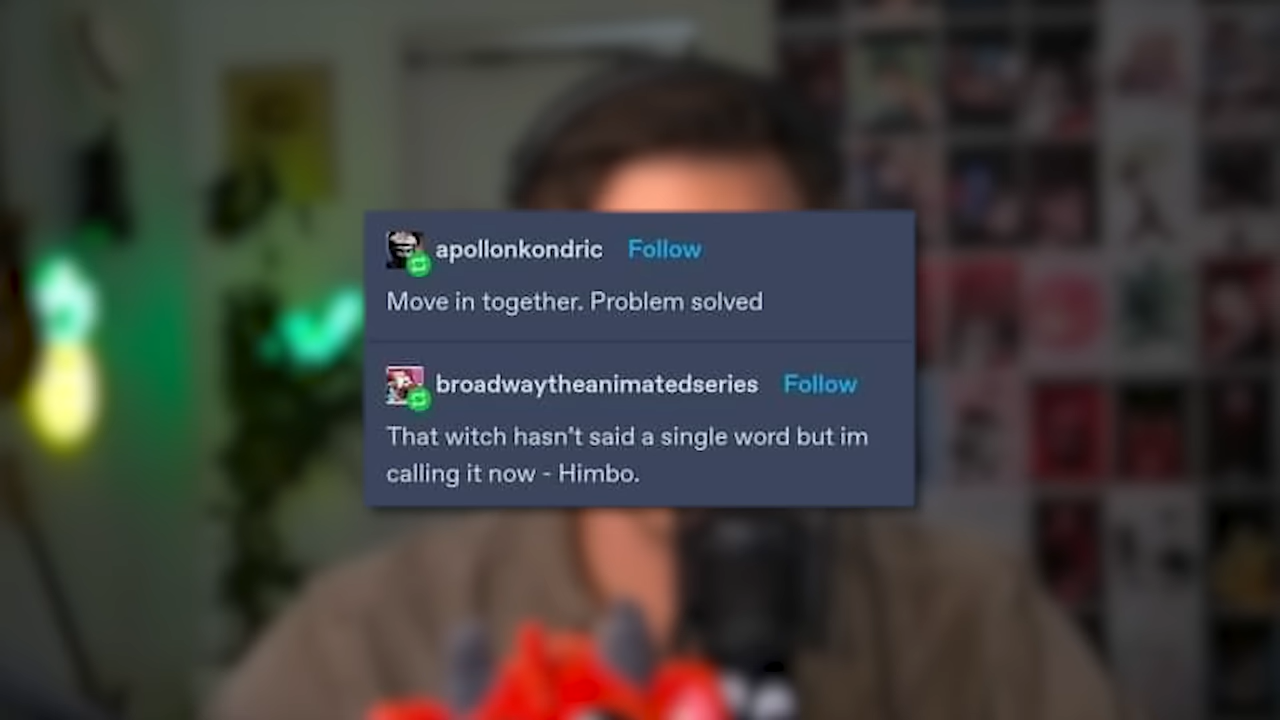 apollonkondric Follow
Move in together. Problem solved
broadwaytheanimatedseries Follow
That witch hasn't said a single word but im
calling it now - Himbo.